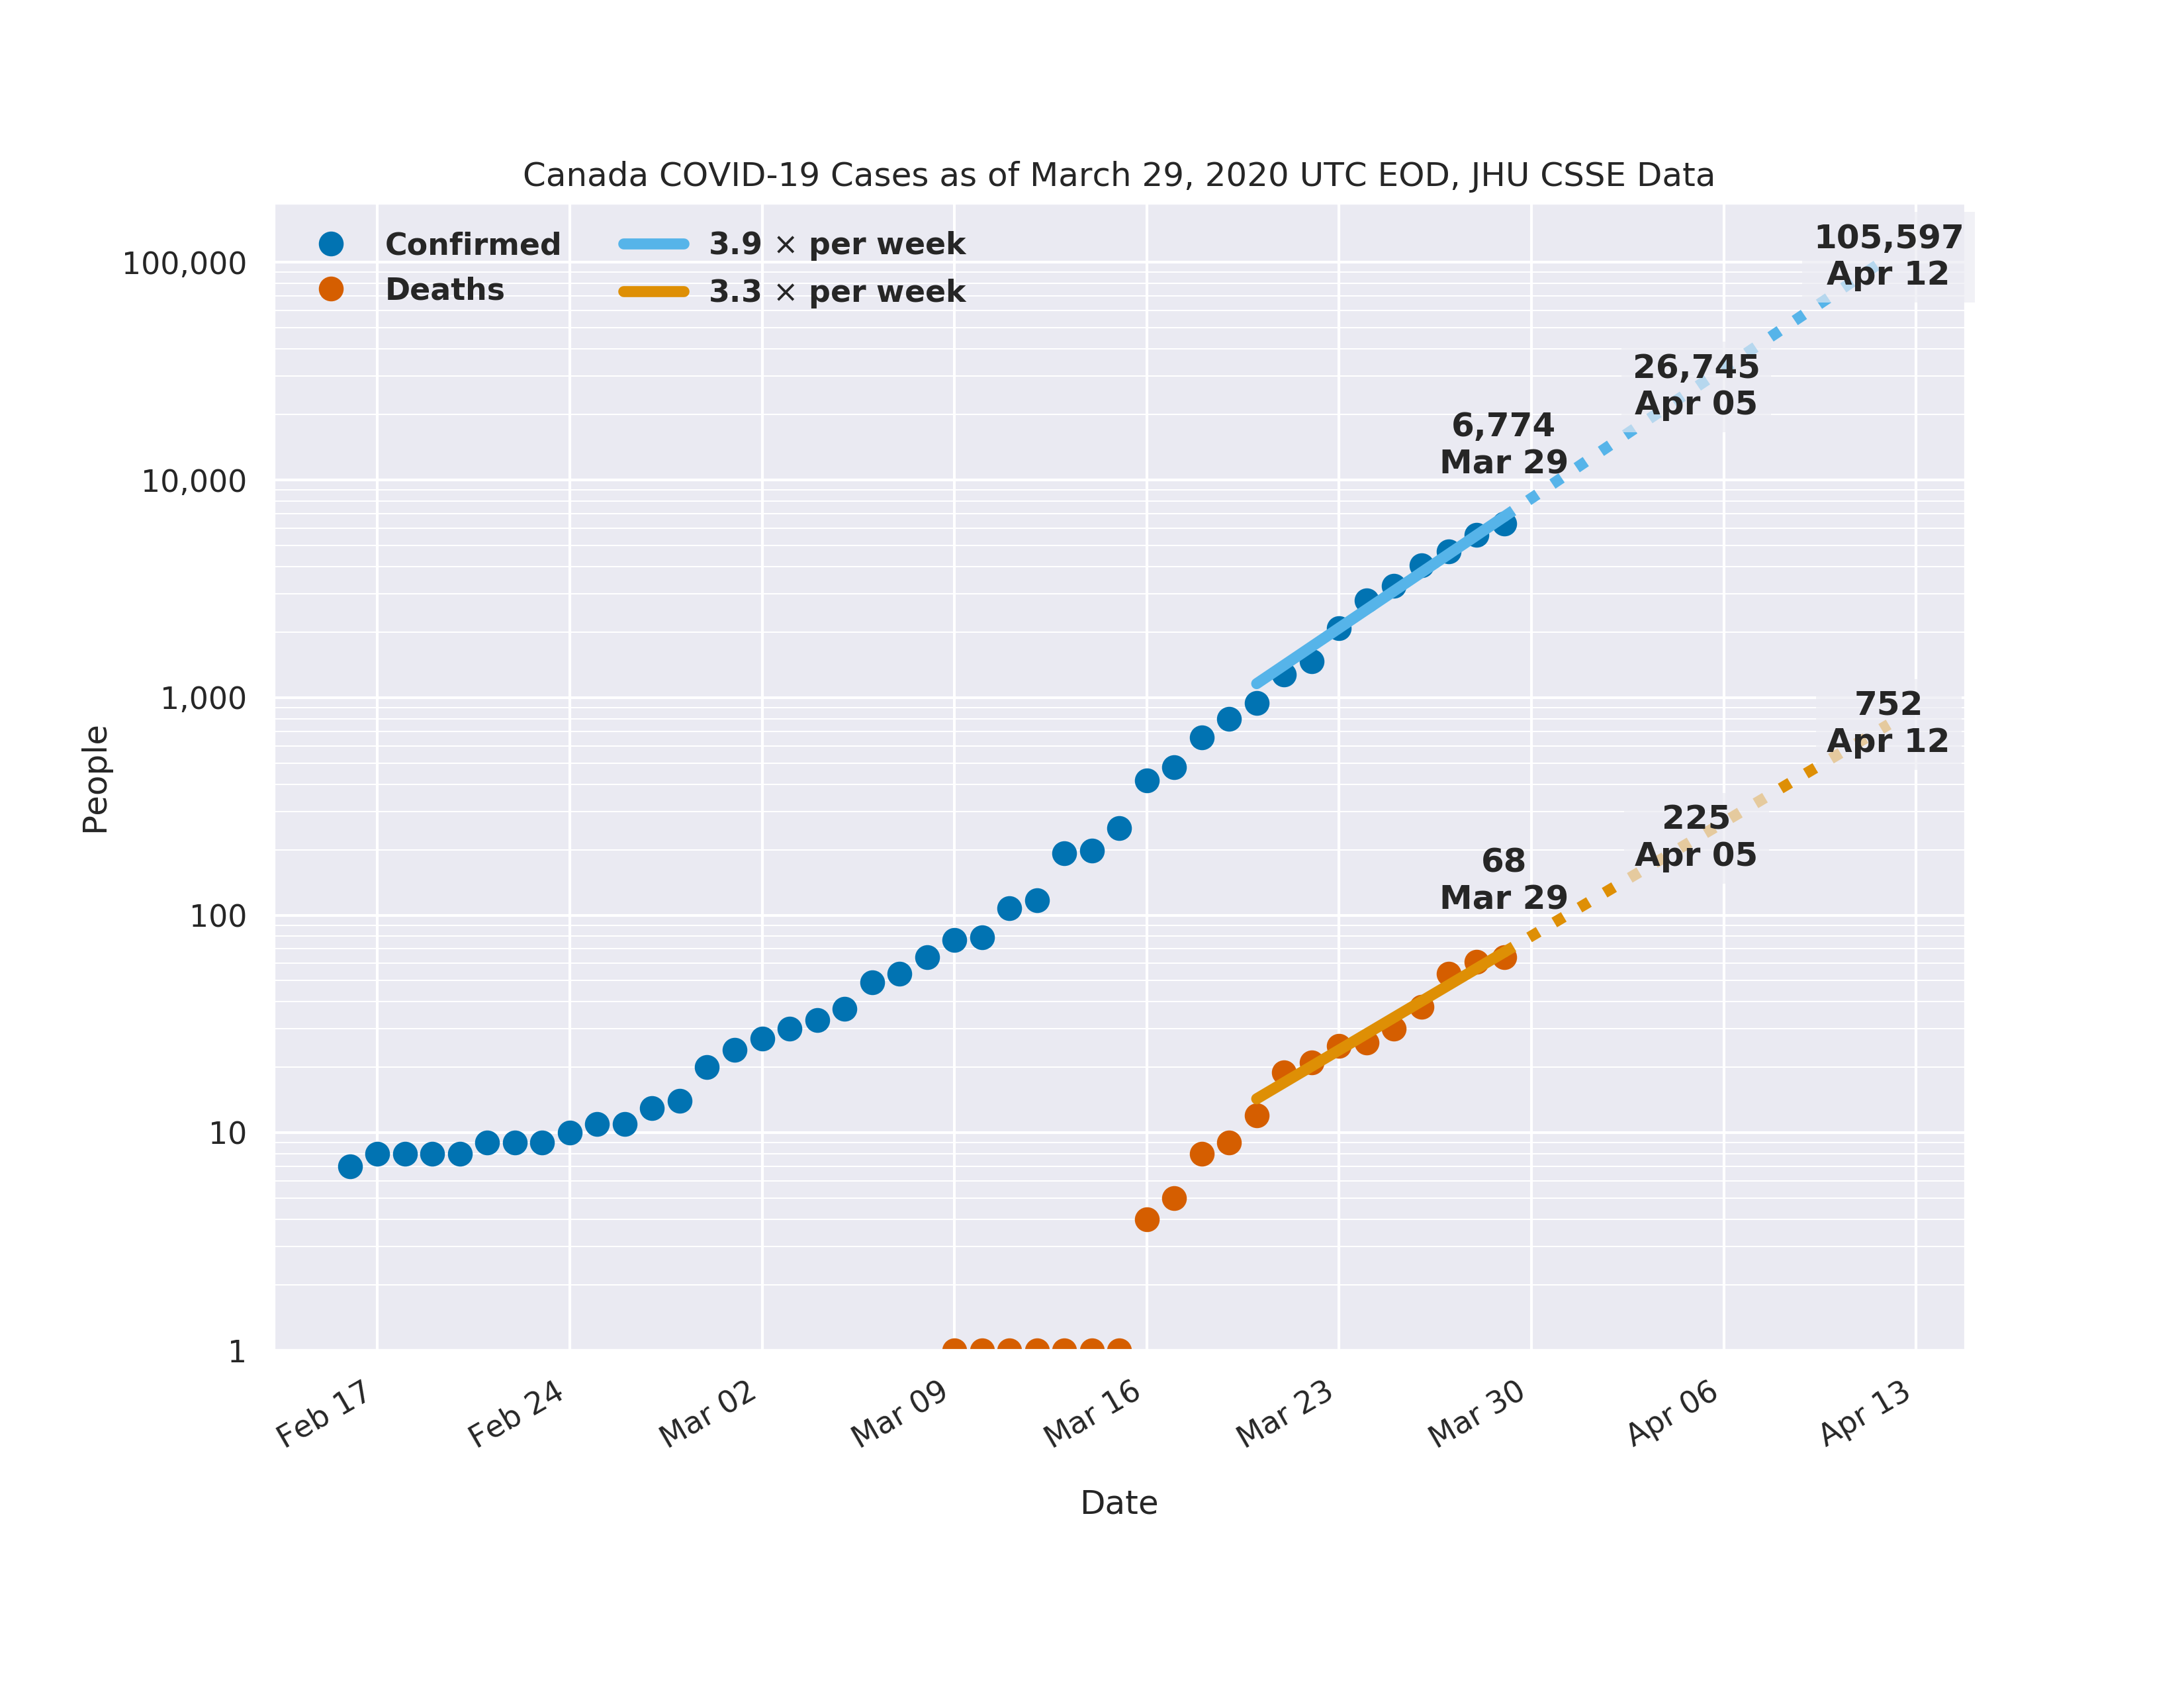 Canada COVID-19 Cases as of March 29, 2020 UTC EOD, JHU CSSE Data
Confirmed
Deaths
3.9 × per week
3.3 × per week
105,597
Apr 12
26,745
Apr 05
6,774
Mar 29
752
Apr 12
225
Apr 05
68
Mar 29
People
100,000
10,000
1,000
100
10
1
Feb 17
Feb 24
Mar 02
Mar 09
Mar 16
Mar 23
Mar 30
Apr 06
Apr 13
Date